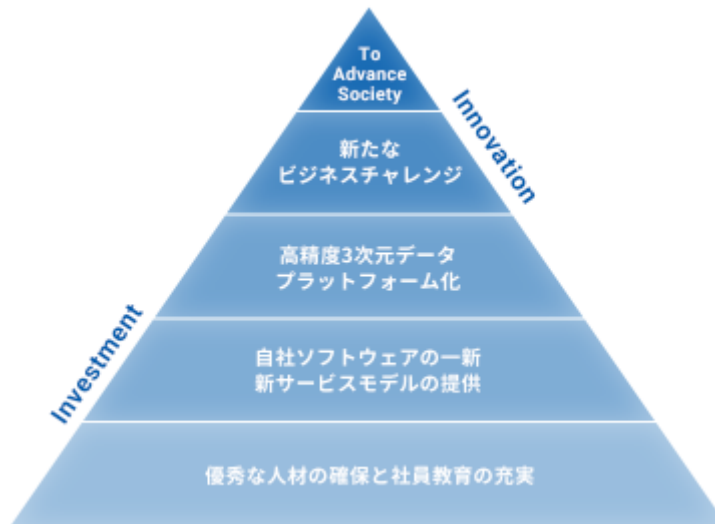 To
Advance
Society
Innovation
新たな
ビジネスチャレンジ
高精度3次元データ
プラットフォーム化
Investment
自社ソフトウェアの一新
新サービスモデルの提供
優秀な人材の確保と社員教育の充実